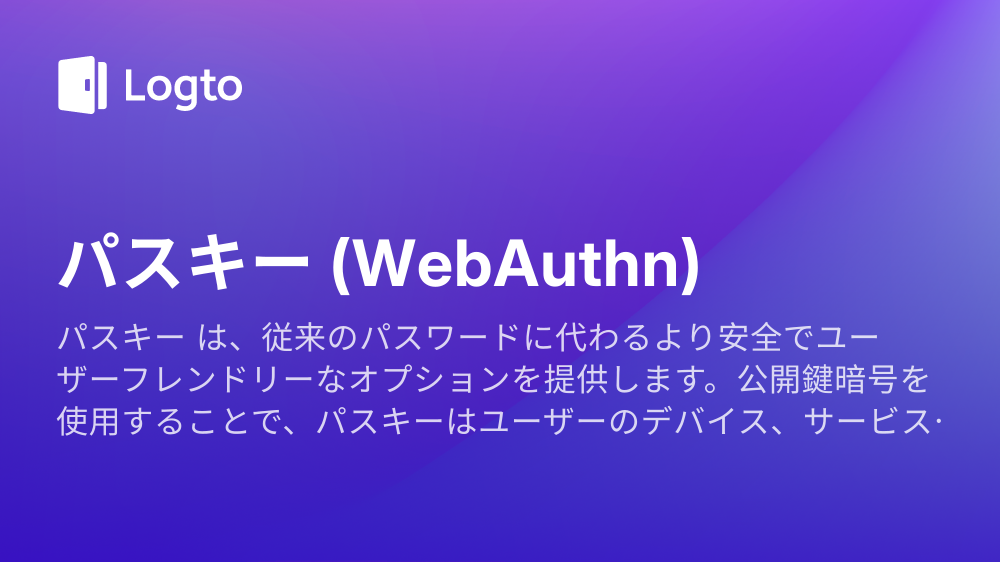 Logto
パスキー (WebAuthn)
パスキー は、従来のパスワードに代わるより安全でユー
ザーフレンドリーなオプションを提供します。公開鍵暗号を
使用することで、パスキーはユーザーのデバイス、サービス·